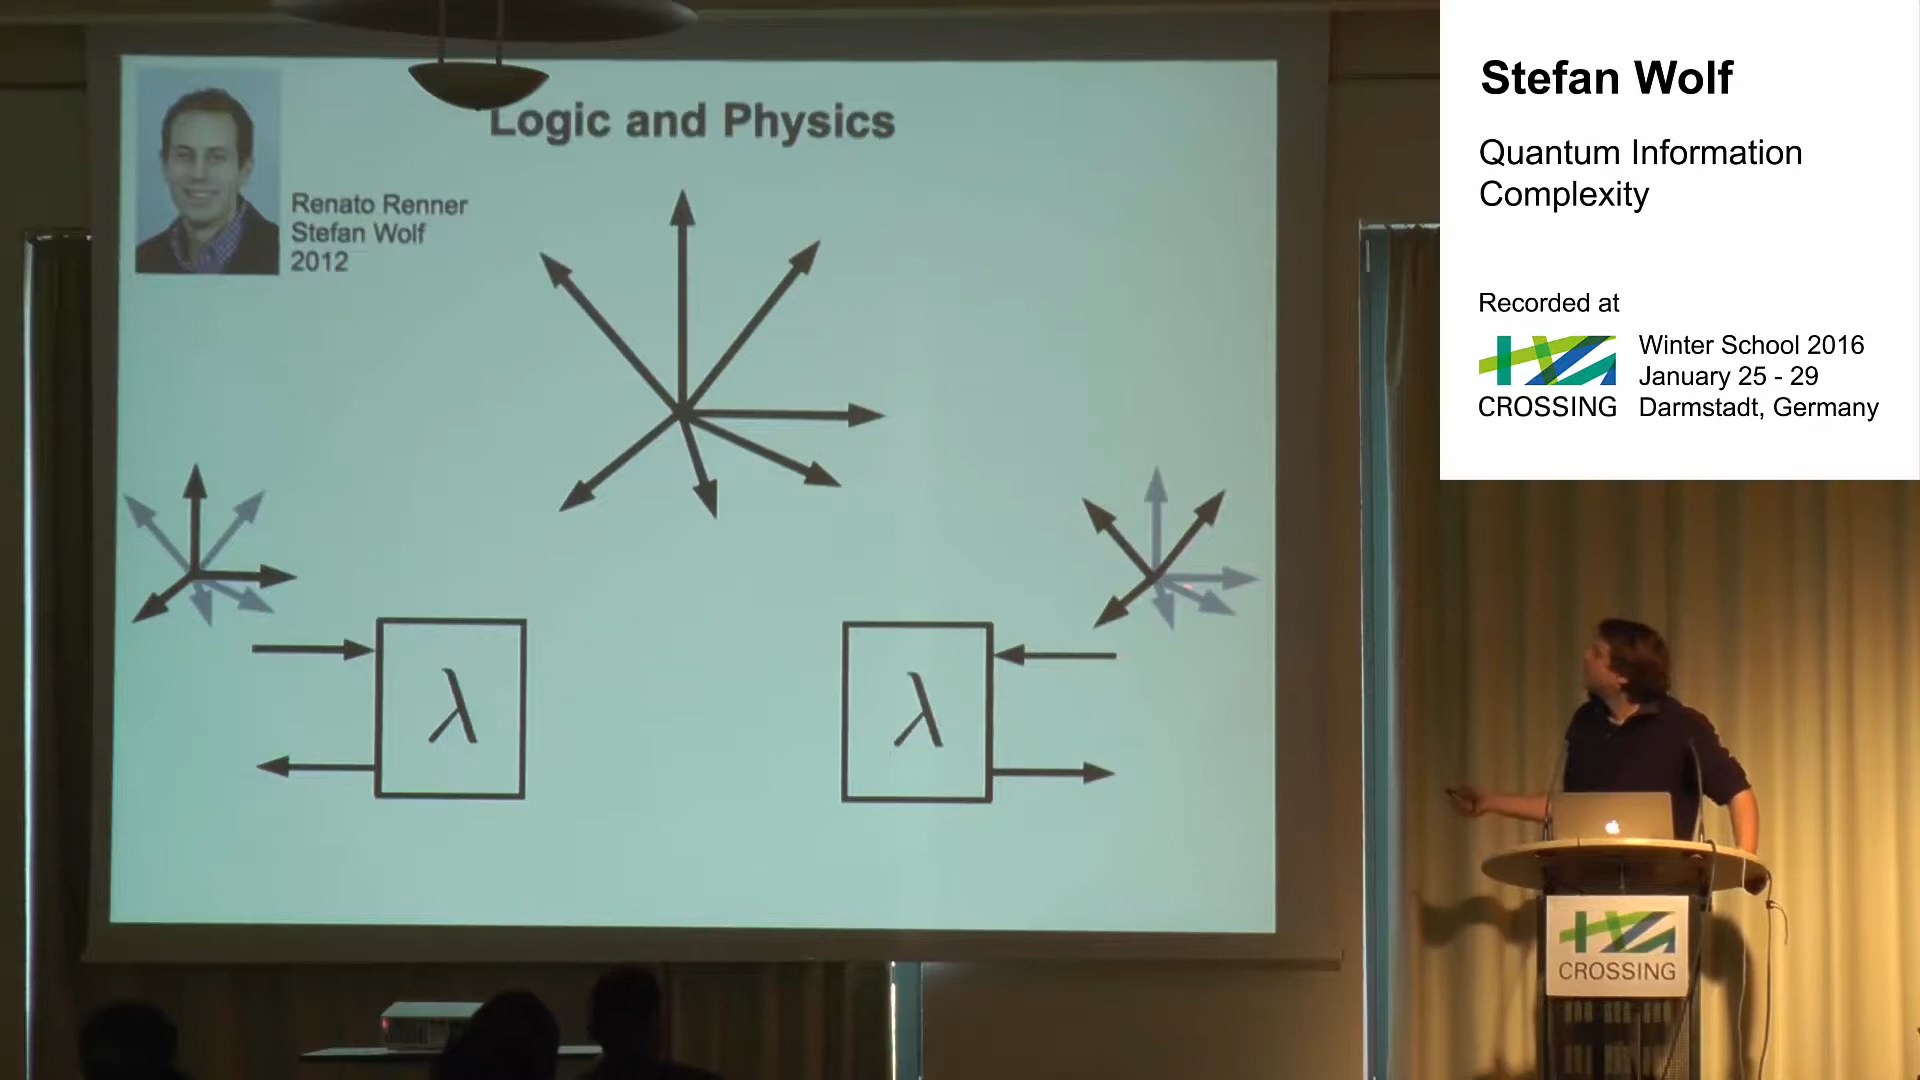 Logic and Physics
Renato Renner
Stefan Wolf
2012
λ
λ
Stefan Wolf
Quantum Information
Complexity
Recorded at
CROSSING
Winter School 2016
January 25 - 29
Darmstadt, Germany
CROSSING